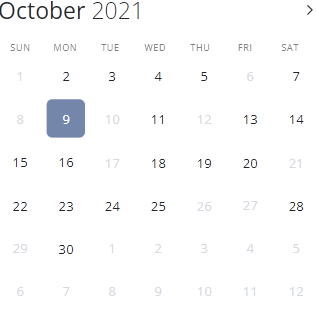 October 2021 >
SUN MON TUE WED THU FRI SAT
1 2 3 4 5 6 7
8 9 10 11 12 13 14
15 16 17 18 19 20 21
22 23 24 25 26 27 28
29 30 1 2 3 4 5
6 7 8 9 10 11 12